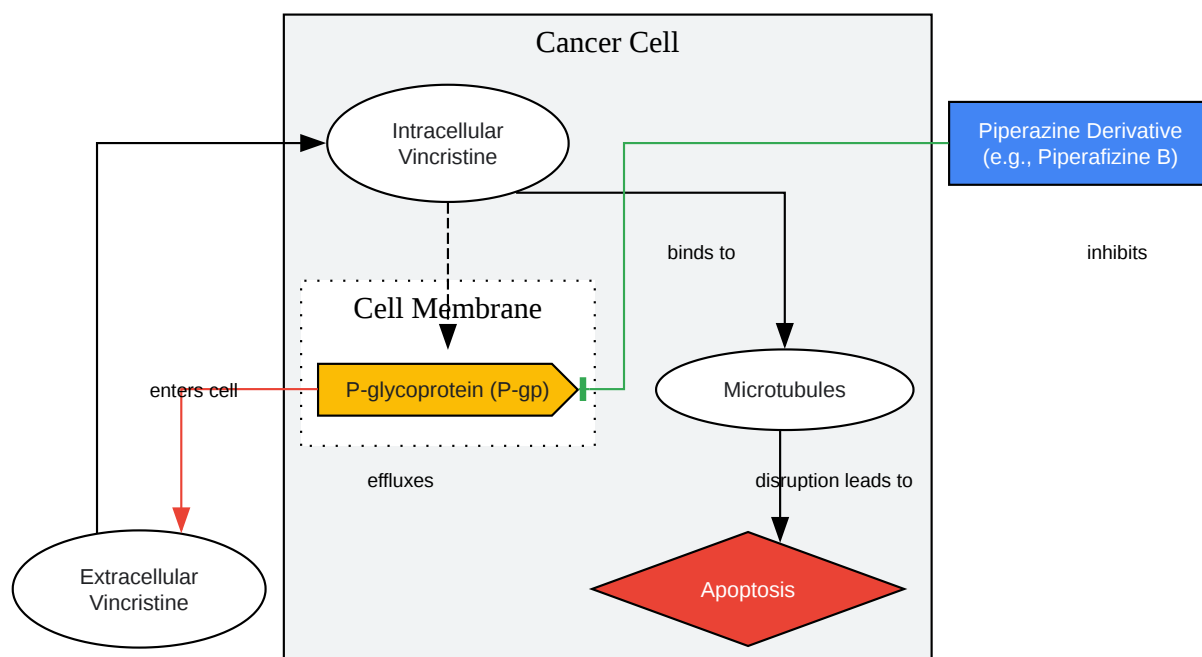 Cancer Cell
Intracellular
Vincristine
Piperazine Derivative
(e.g., Piperafizine B)
binds to
inhibits
Cell Membrane
enters cell
P-glycoprotein (P-gp)
Microtubules
effluxes
disruption leads to
Extracellular
Vincristine
Apoptosis